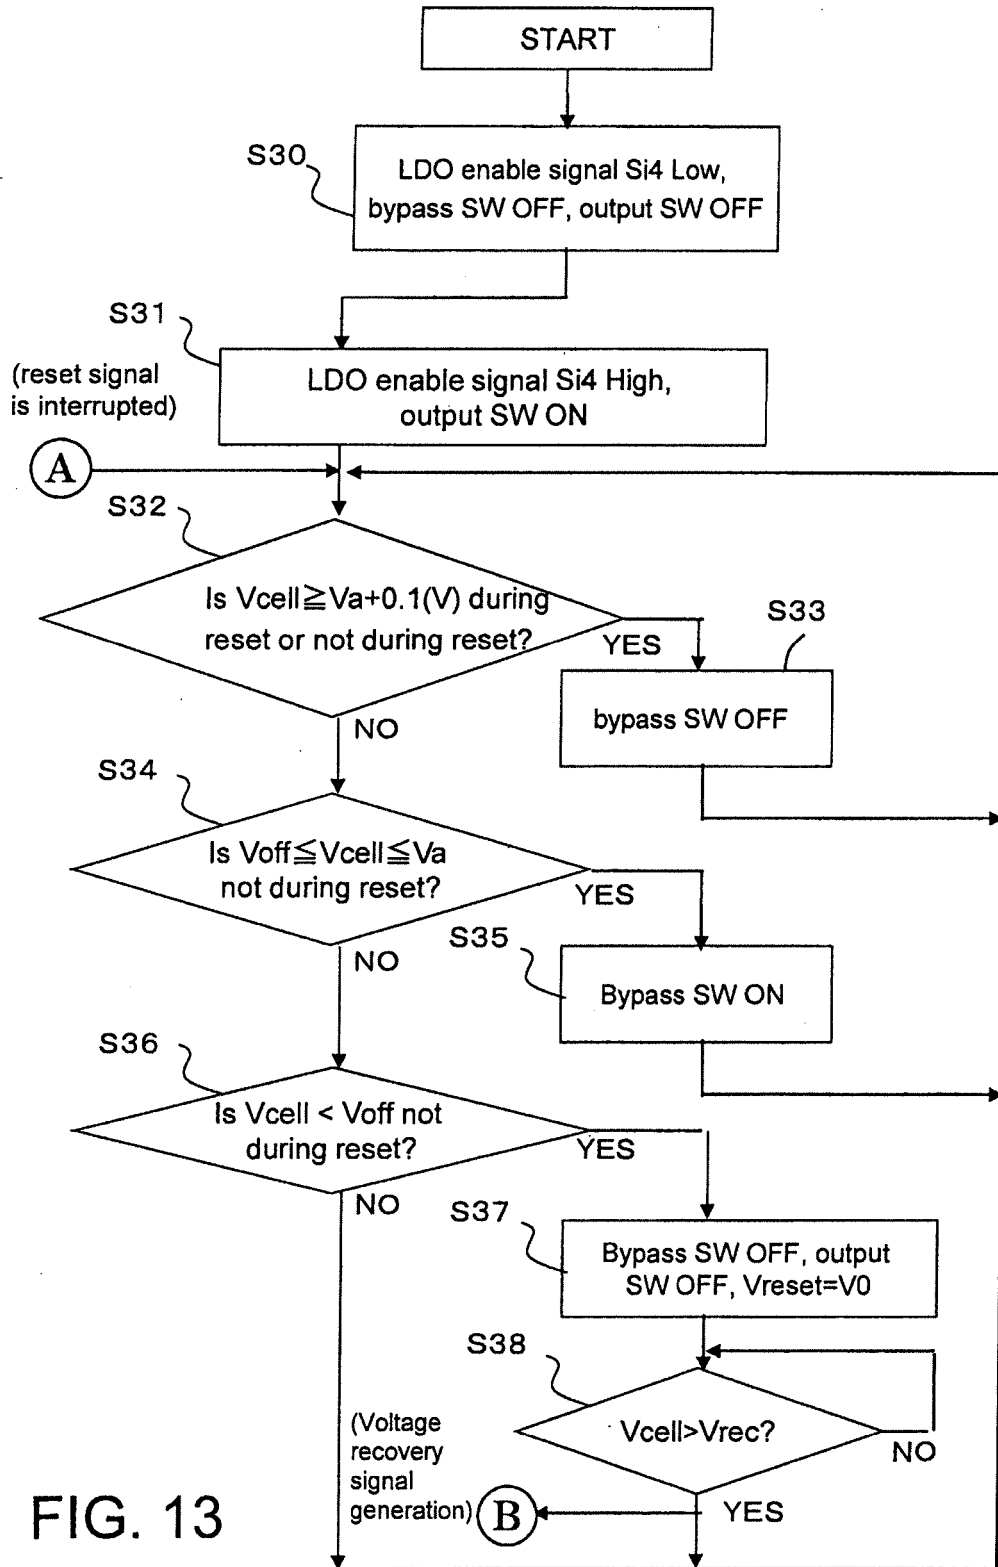 START
S30
LDO enable signal Si4 Low,
bypass SW OFF, output SW OFF
S31
(reset signal
is interrupted)
LDO enable signal Si4 High,
output SW ON
A
S32
Is Vcell≧Va+0.1(V) during
reset or not during reset?
YES
S33
bypass SW OFF
NO
S34
Is Voff≦Vcell≦Va
not during reset?
YES
S35
Bypass SW ON
NO
S36
Is Vcell < Voff not
during reset?
YES
NO
S37
Bypass SW OFF, output
SW OFF, Vreset=V0
S38
Vcell>Vrec?
NO
(Voltage
recovery
signal
generation)
B
YES
FIG. 13